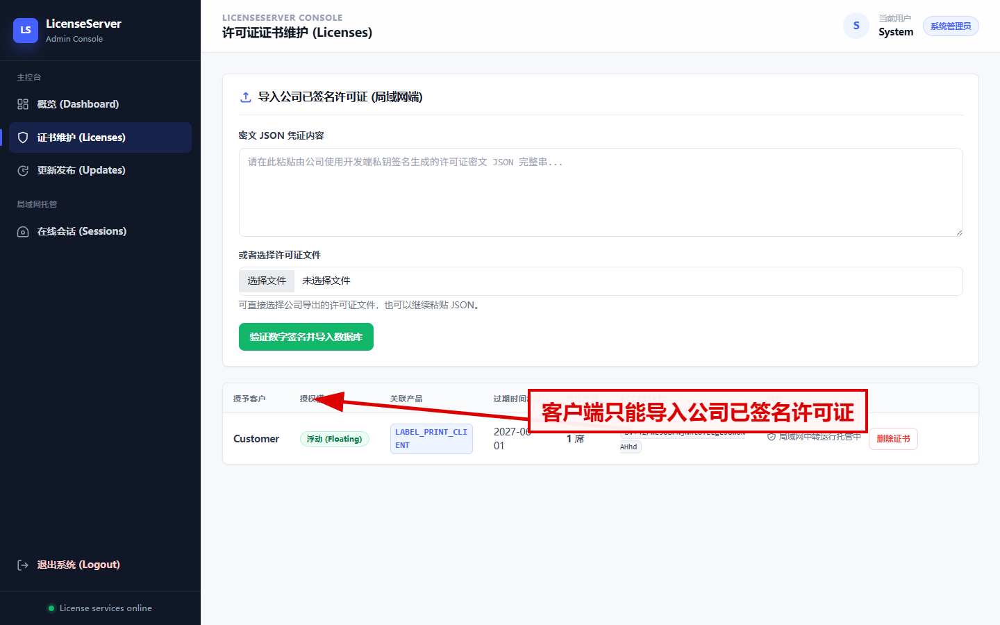 LS
LicenseServer
Admin Console
主控台
概览 (Dashboard)
证书维护 (Licenses)
更新发布 (Updates)
局域网托管
在线会话 (Sessions)
退出系统 (Logout)
License services online
LICENSESERVER CONSOLE
许可证证书维护 (Licenses)
S
当前用户
System
系统管理员
导入公司已签名许可证 (局域网端)
密文 JSON 凭证内容
请在此粘贴由公司使用开发端私钥签名生成的许可证密文 JSON 完整串...
或者选择许可证文件
选择文件 未选择文件
可直接选择公司导出的许可证文件，也可以继续粘贴 JSON。
验证数字签名并导入数据库
授予客户 授权 关联产品 过期时间
客户端只能导入公司已签名许可证
Customer
浮动 (Floating)
LABEL_PRINT_CLI
ENT
2027-06
01
1 席
AHhd
局域网中转运行托管中
删除证书